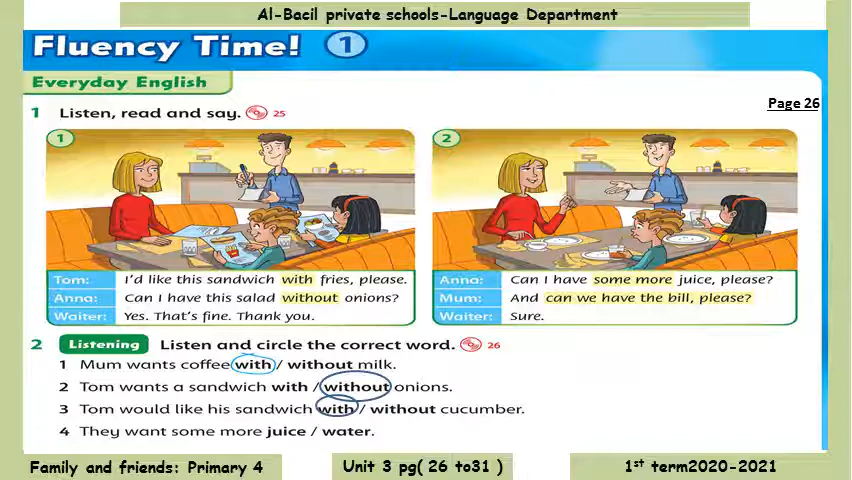 Al-Bacil private schools-Language Department
Fluency Time! 1
Everyday English
Page 26
1 Listen, read and say. 25
1
2
Tom: I'd like this sandwich with fries, please.
Anna: Can I have this salad without onions?
Waiter: Yes. That's fine. Thank you.
Anna: Can I have some more juice, please?
Mum: And can we have the bill, please?
Waiter: Sure.
2 Listening Listen and circle the correct word. 26
1 Mum wants coffee with / without milk.
2 Tom wants a sandwich with / without onions.
3 Tom would like his sandwich with / without cucumber.
4 They want some more juice / water.
Family and friends: Primary 4
Unit 3 pg( 26 to31 )
1st term2020-2021